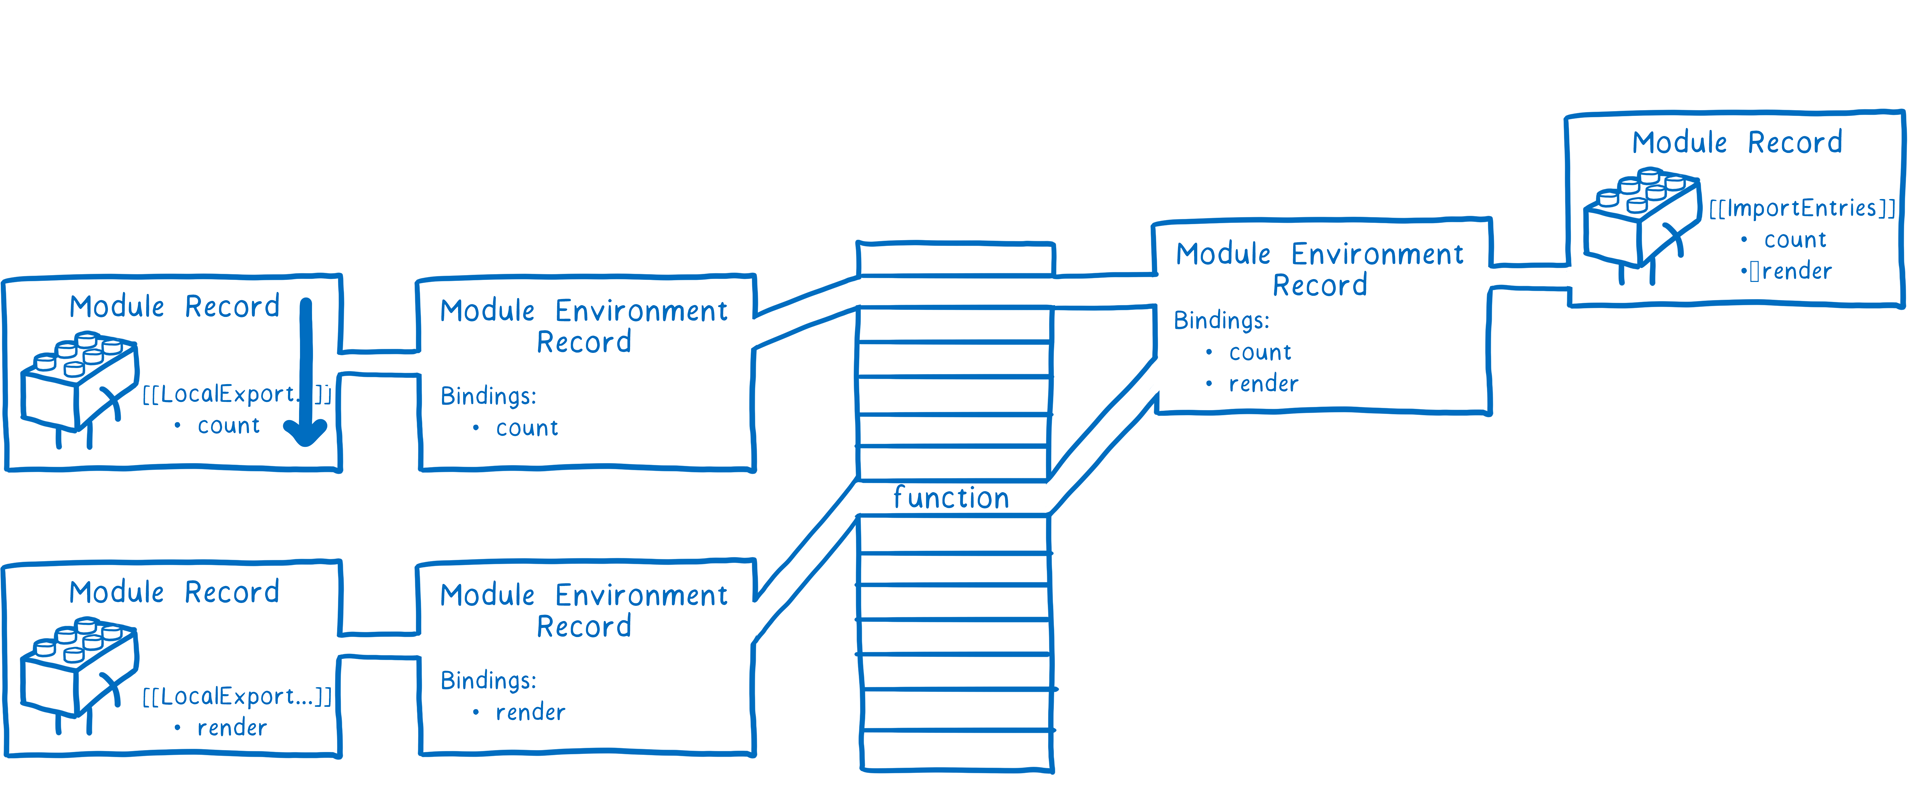 Module Record
[[LocalExport...]]
• count
Module Environment
Record
Bindings:
• count
Module Record
[[LocalExport...]]
• render
Module Environment
Record
Bindings:
• render
function
Module Environment
Record
Bindings:
• count
• render
Module Record
[[ImportEntries]]
• count
•▯render